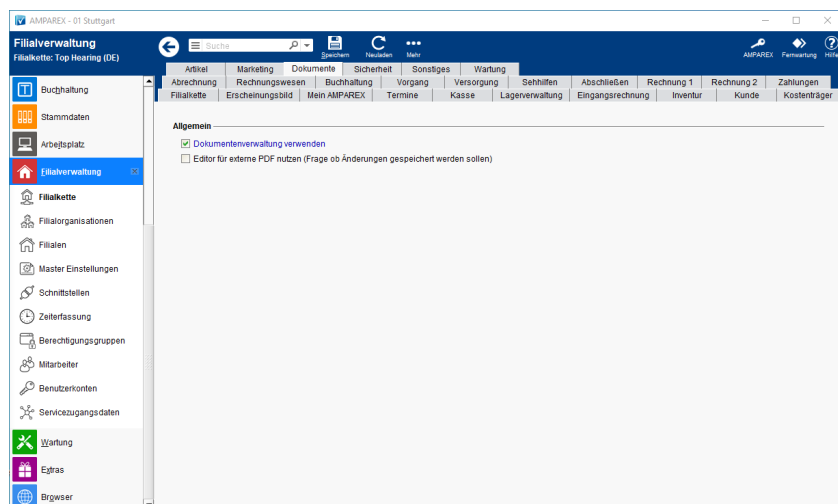 AMPAREX - 01 Stuttgart
Filialverwaltung
Filialkette: Top Hearing (DE)
Suche
Speichern
Neuladen
Mehr
AMPAREX
Fernwartung
Hilfe
Artikel
Marketing
Dokumente
Sicherheit
Sonstiges
Wartung
Abrechnung
Rechnungswesen
Buchhaltung
Vorgang
Versorgung
Sehhilfen
Abschließen
Rechnung 1
Rechnung 2
Zahlungen
Filialkette
Erscheinungsbild
Mein AMPAREX
Termine
Kasse
Lagerverwaltung
Eingangsrechnung
Inventur
Kunde
Kostenträger
Buchhaltung
Stammdaten
Arbeitsplatz
Filialverwaltung
Filialkette
Filialorganisationen
Filialen
Master Einstellungen
Schnittstellen
Zeiterfassung
Berechtigungsgruppen
Mitarbeiter
Benutzerkonten
Servicezugangsdaten
Wartung
Extras
Browser
Allgemein
Dokumentenverwaltung verwenden
Editor für externe PDF nutzen (Frage ob Änderungen gespeichert werden sollen)